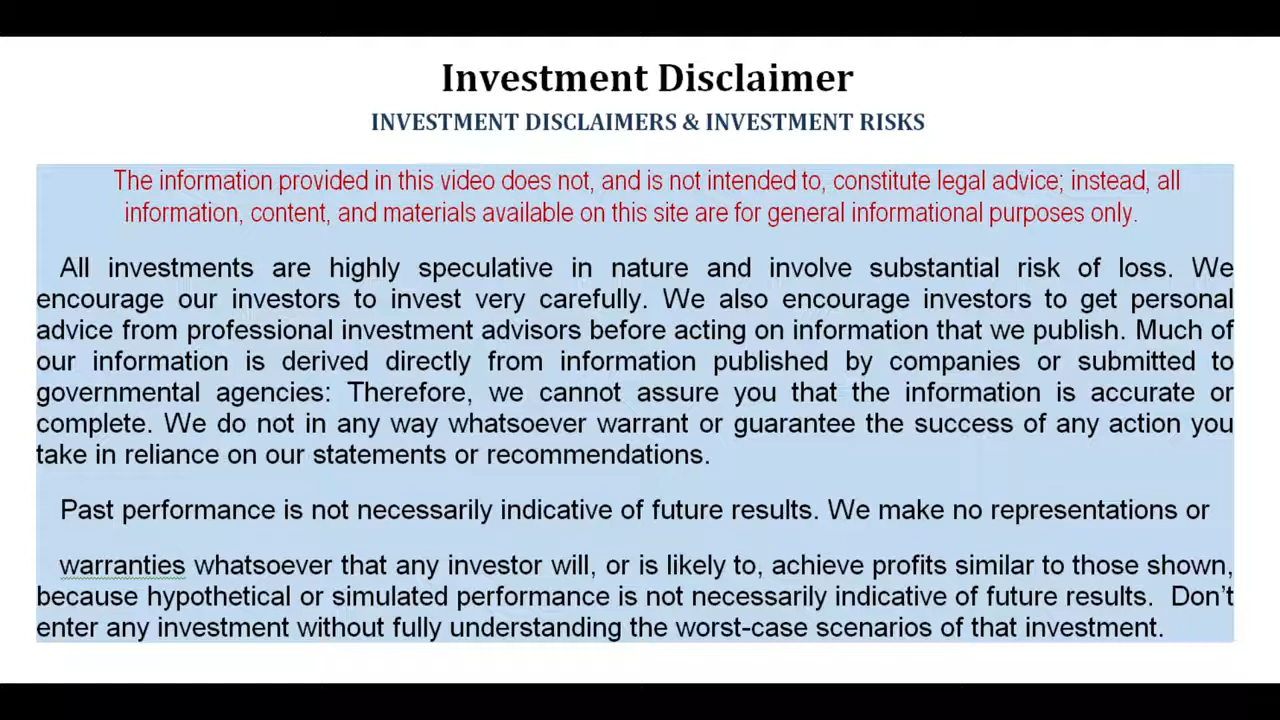 Investment Disclaimer
INVESTMENT DISCLAIMERS & INVESTMENT RISKS
The information provided in this video does not, and is not intended to, constitute legal advice; instead, all
information, content, and materials available on this site are for general informational purposes only.
All investments are highly speculative in nature and involve substantial risk of loss. We
encourage our investors to invest very carefully. We also encourage investors to get personal
advice from professional investment advisors before acting on information that we publish. Much of
our information is derived directly from information published by companies or submitted to
governmental agencies: Therefore, we cannot assure you that the information is accurate or
complete. We do not in any way whatsoever warrant or guarantee the success of any action you
take in reliance on our statements or recommendations.
Past performance is not necessarily indicative of future results. We make no representations or
warranties whatsoever that any investor will, or is likely to, achieve profits similar to those shown,
because hypothetical or simulated performance is not necessarily indicative of future results. Don’t
enter any investment without fully understanding the worst-case scenarios of that investment.